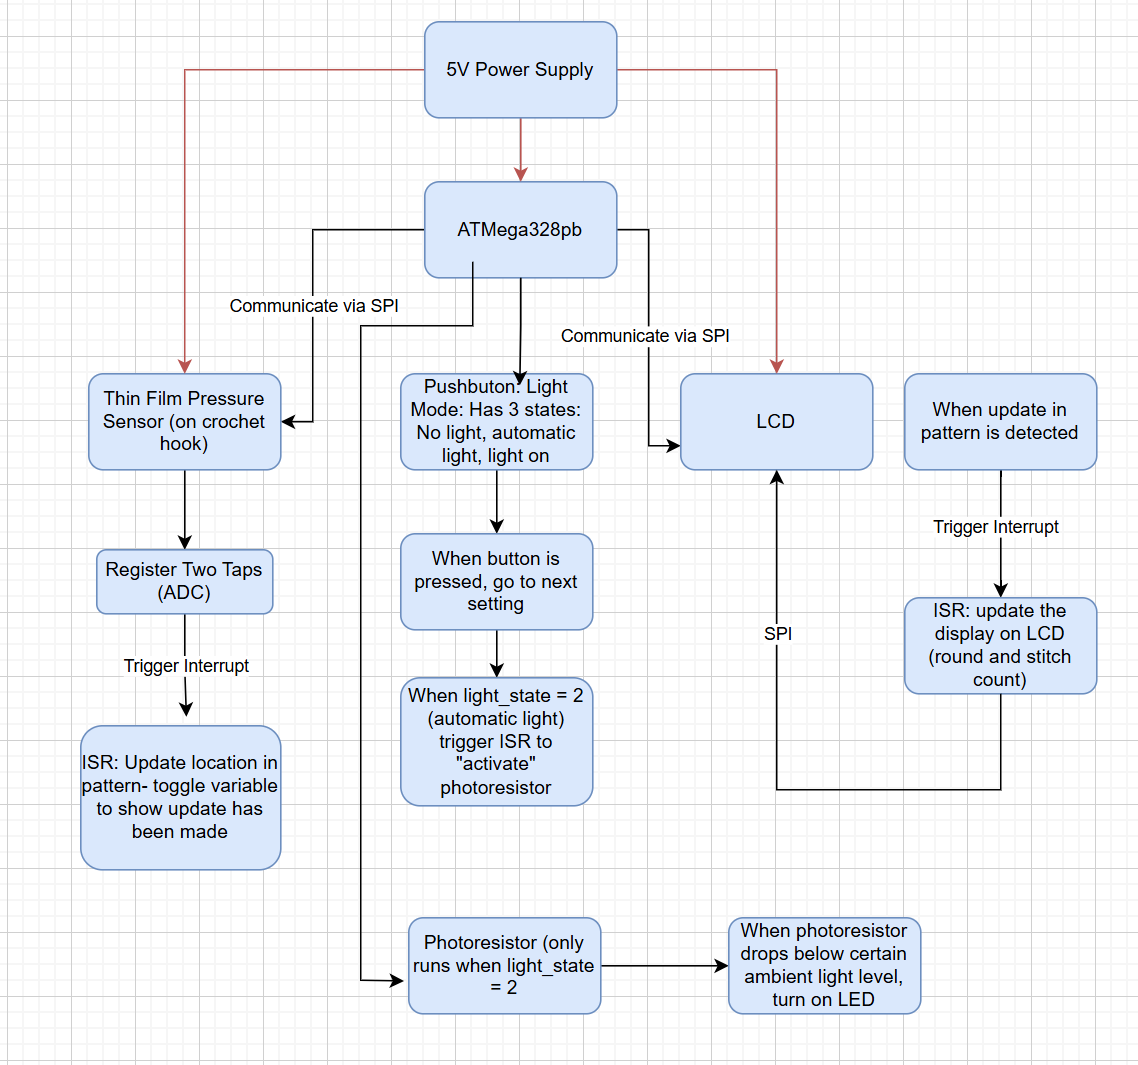 5V Power Supply
ATMega328pb
Communicate via SPI
Communicate via SPI
Thin Film Pressure
Sensor (on crochet
hook)
Pushbuton: Light
Mode: Has 3 states:
No light, automatic
light, light on
LCD
When update in
pattern is detected
Trigger Interrupt
Register Two Taps
(ADC)
When button is
pressed, go to next
setting
ISR: update the
display on LCD
(round and stitch
count)
SPI
Trigger Interrupt
When light_state = 2
(automatic light)
trigger ISR to
"activate"
photoresistor
ISR: Update location in
pattern- toggle variable
to show update has
been made
Photoresistor (only
runs when light_state
= 2
When photoresistor
drops below certain
ambient light level,
turn on LED